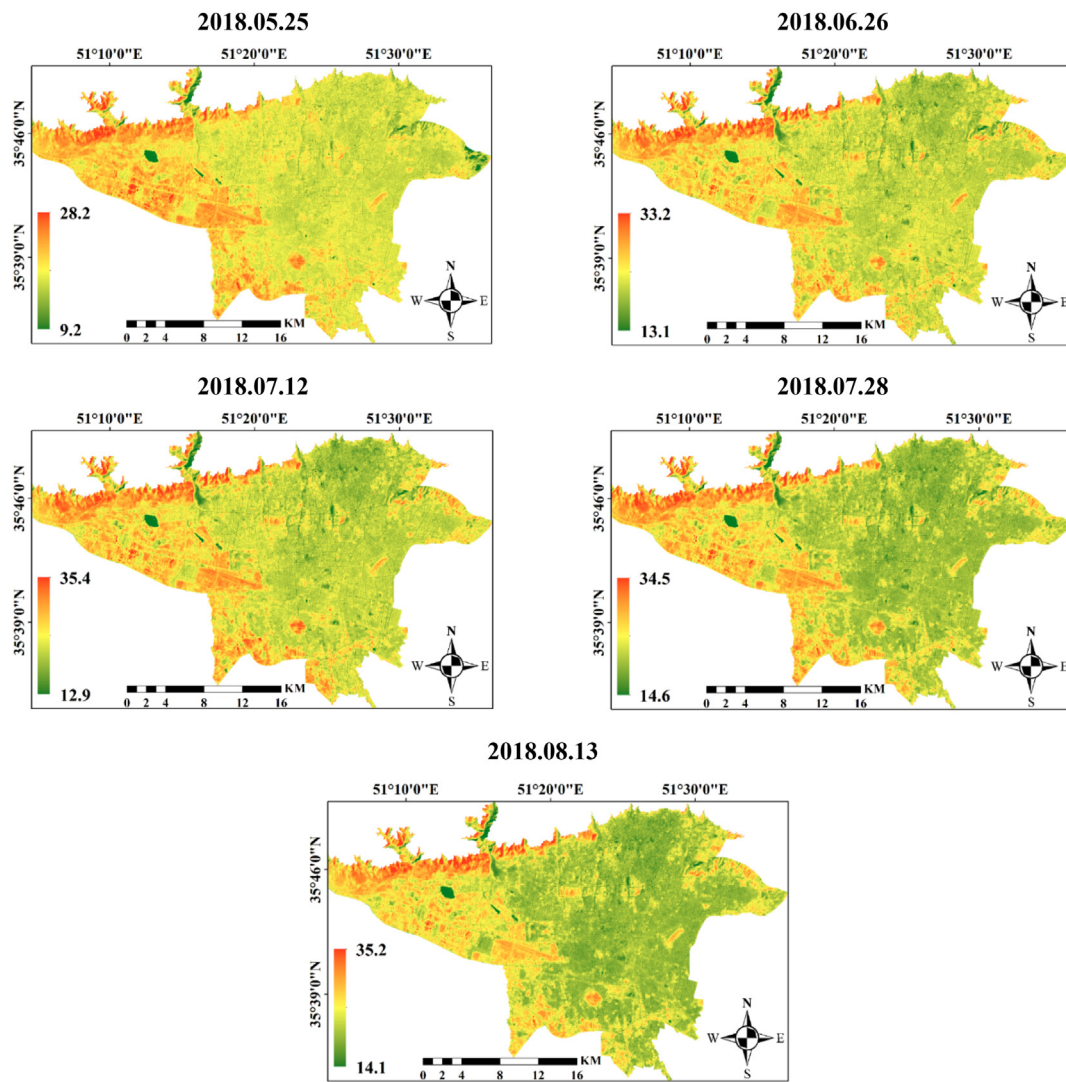 2018.05.25
51°10'0"E 51°20'0"E 51°30'0"E
35°46'0"N
35°39'0"N
28.2
9.2
N
W E
S
KM
0 2 4 8 12 16
2018.06.26
51°10'0"E 51°20'0"E 51°30'0"E
35°46'0"N
35°39'0"N
33.2
13.1
N
W E
S
KM
0 2 4 8 12 16
2018.07.12
51°10'0"E 51°20'0"E 51°30'0"E
35°46'0"N
35°39'0"N
35.4
12.9
N
W E
S
KM
0 2 4 8 12 16
2018.07.28
51°10'0"E 51°20'0"E 51°30'0"E
35°46'0"N
35°39'0"N
34.5
14.6
N
W E
S
KM
0 2 4 8 12 16
2018.08.13
51°10'0"E 51°20'0"E 51°30'0"E
35°46'0"N
35°39'0"N
35.2
14.1
N
W E
S
KM
0 2 4 8 12 16